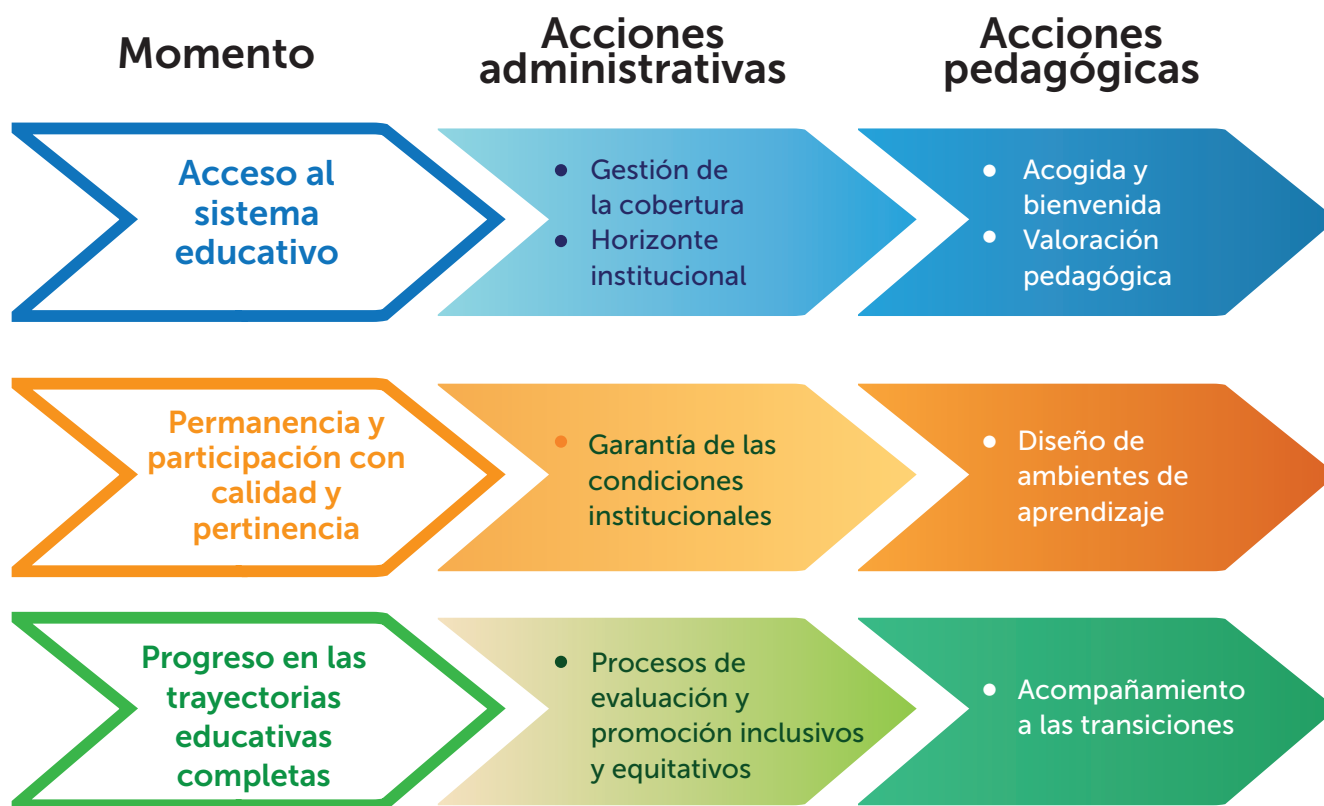 Momento
Acciones
administrativas
Acciones
pedagógicas
Acceso al
sistema
educativo
• Gestión de
la cobertura
• Horizonte
institucional
• Acogida y
bienvenida
• Valoración
pedagógica
Permanencia y
participación con
calidad y
pertinencia
• Garantía de las
condiciones
institucionales
• Diseño de
ambientes de
aprendizaje
Progreso en las
trayectorias
educativas
completas
• Procesos de
evaluación y
promoción inclusivos
y equitativos
• Acompañamiento
a las transiciones